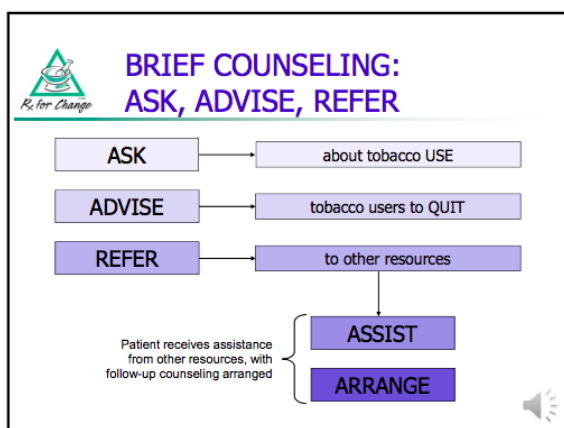 BRIEF COUNSELING:
ASK, ADVISE, REFER
Rx for Change
ASK
about tobacco USE
ADVISE
tobacco users to QUIT
REFER
to other resources
Patient receives assistance
from other resources, with
follow-up counseling arranged
ASSIST
ARRANGE